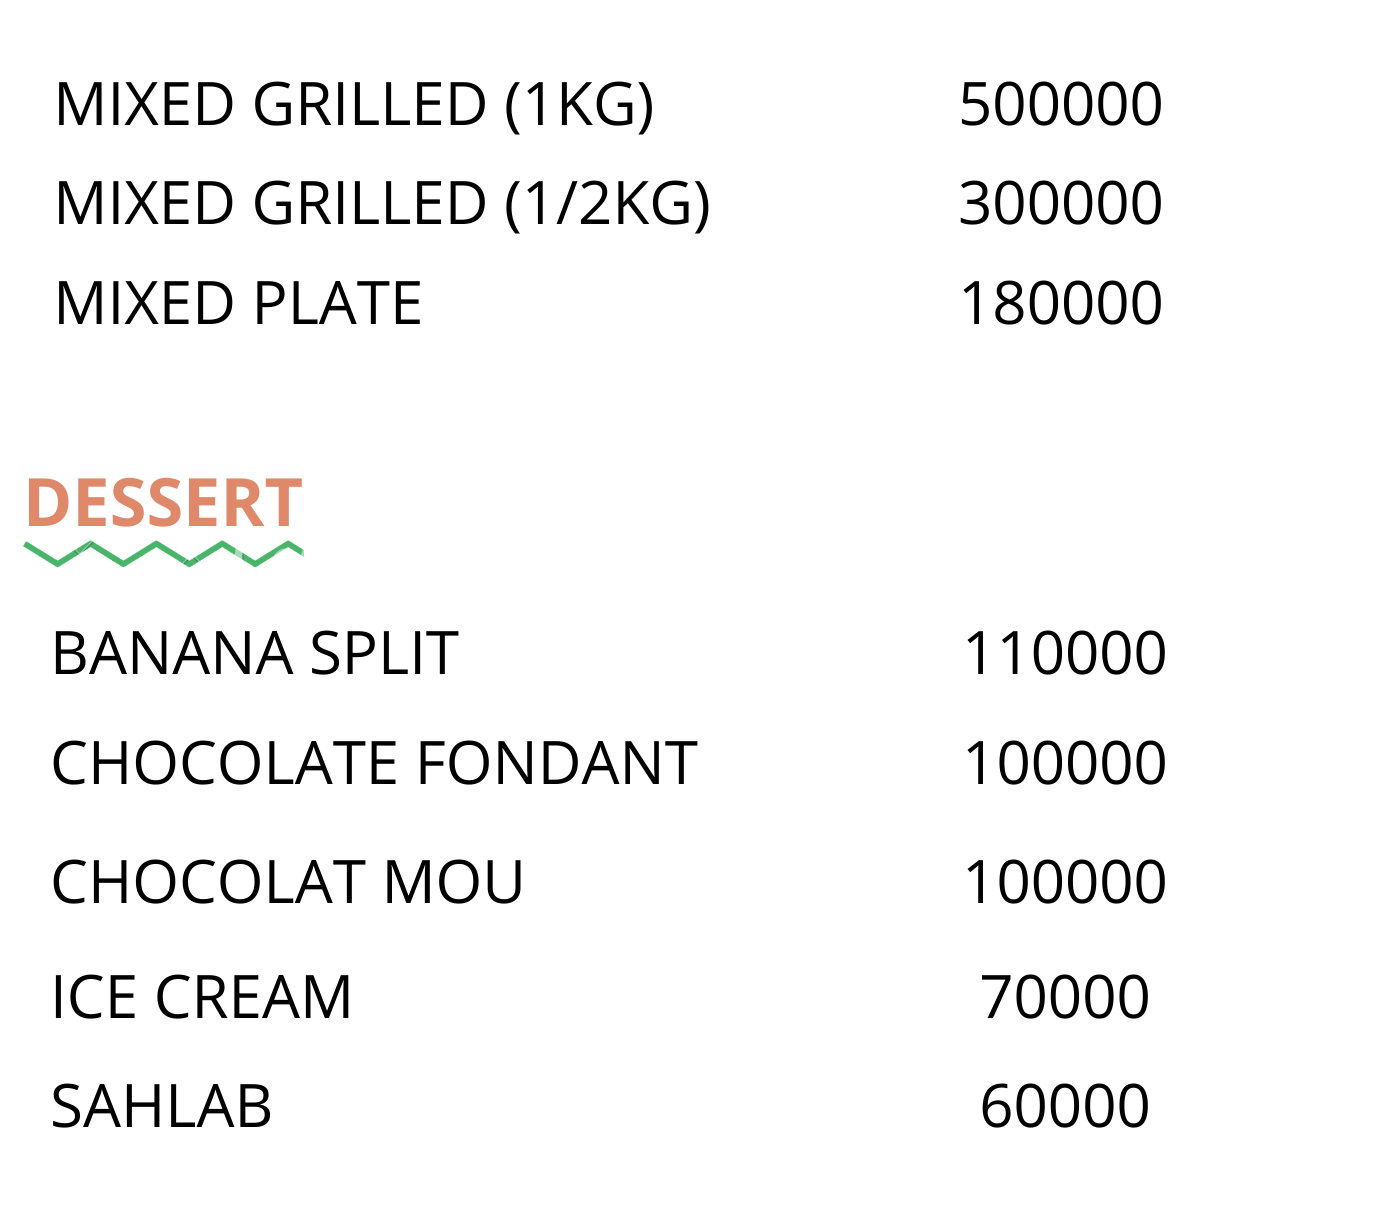 MIXED GRILLED (1KG) 500000
MIXED GRILLED (1/2KG) 300000
MIXED PLATE 180000
DESSERT
BANANA SPLIT 110000
CHOCOLATE FONDANT 100000
CHOCOLAT MOU 100000
ICE CREAM 70000
SAHLAB 60000